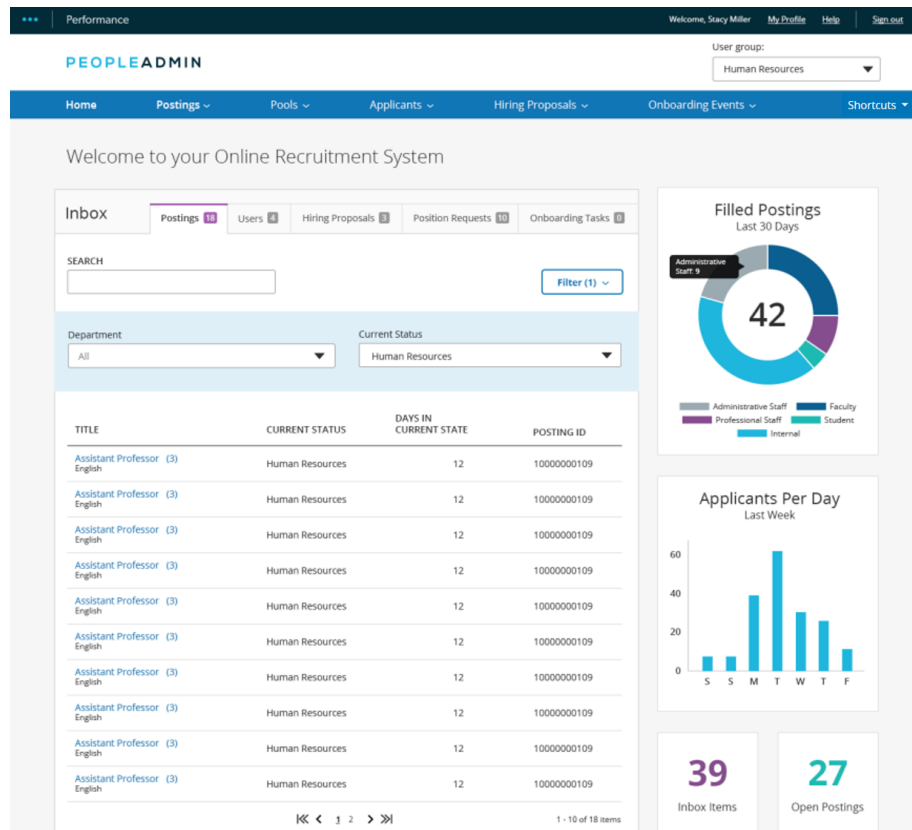 Performance
Welcome, Stacy Miller My Profile Help Sign out
PEOPLEADMIN
User group:
Human Resources
Home Postings Pools Applicants Hiring Proposals Onboarding Events Shortcuts
Welcome to your Online Recruitment System
Inbox
Postings 18 Users 4 Hiring Proposals 3 Position Requests 10 Onboarding Tasks 0
SEARCH
Filter (1)
Department
All
Current Status
Human Resources
TITLE CURRENT STATUS DAYS IN CURRENT STATE POSTING ID
Assistant Professor (3)
English
Human Resources 12 10000000109
Assistant Professor (3)
English
Human Resources 12 10000000109
Assistant Professor (3)
English
Human Resources 12 10000000109
Assistant Professor (3)
English
Human Resources 12 10000000109
Assistant Professor (3)
English
Human Resources 12 10000000109
Assistant Professor (3)
English
Human Resources 12 10000000109
Assistant Professor (3)
English
Human Resources 12 10000000109
Assistant Professor (3)
English
Human Resources 12 10000000109
Assistant Professor (3)
English
Human Resources 12 10000000109
Assistant Professor (3)
English
Human Resources 12 10000000109
1 2
1 - 10 of 18 items
Filled Postings
Last 30 Days
Administrative
Staff: 9
42
Administrative Staff Faculty
Professional Staff Student
Internal
Applicants Per Day
Last Week
60
40
20
0
S S M T W T F
39
Inbox Items
27
Open Postings